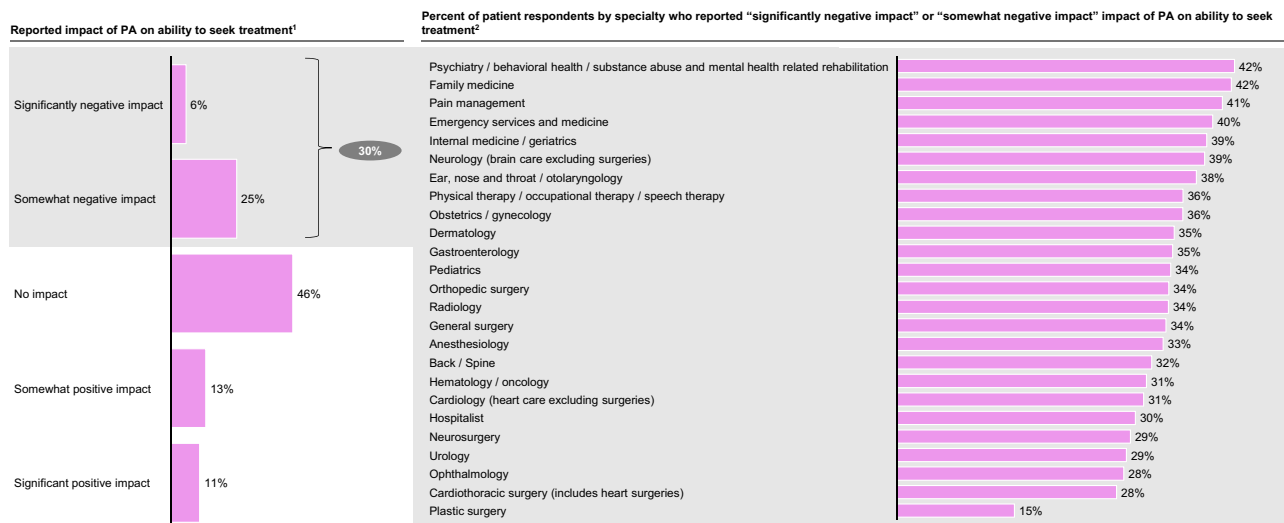 Reported impact of PA on ability to seek treatment¹
Significantly negative impact
6%
30%
Somewhat negative impact
25%
No impact
46%
Somewhat positive impact
13%
Significant positive impact
11%
Percent of patient respondents by specialty who reported “significantly negative impact” or “somewhat negative impact” impact of PA on ability to seek
treatment²
Psychiatry / behavioral health / substance abuse and mental health related rehabilitation 42%
Family medicine 42%
Pain management 41%
Emergency services and medicine 40%
Internal medicine / geriatrics 39%
Neurology (brain care excluding surgeries) 39%
Ear, nose and throat / otolaryngology 38%
Physical therapy / occupational therapy / speech therapy 36%
Obstetrics / gynecology 36%
Dermatology 35%
Gastroenterology 35%
Pediatrics 34%
Orthopedic surgery 34%
Radiology 34%
General surgery 34%
Anesthesiology 33%
Back / Spine 32%
Hematology / oncology 31%
Cardiology (heart care excluding surgeries) 31%
Hospitalist 30%
Neurosurgery 29%
Urology 29%
Ophthalmology 28%
Cardiothoracic surgery (includes heart surgeries) 28%
Plastic surgery 15%